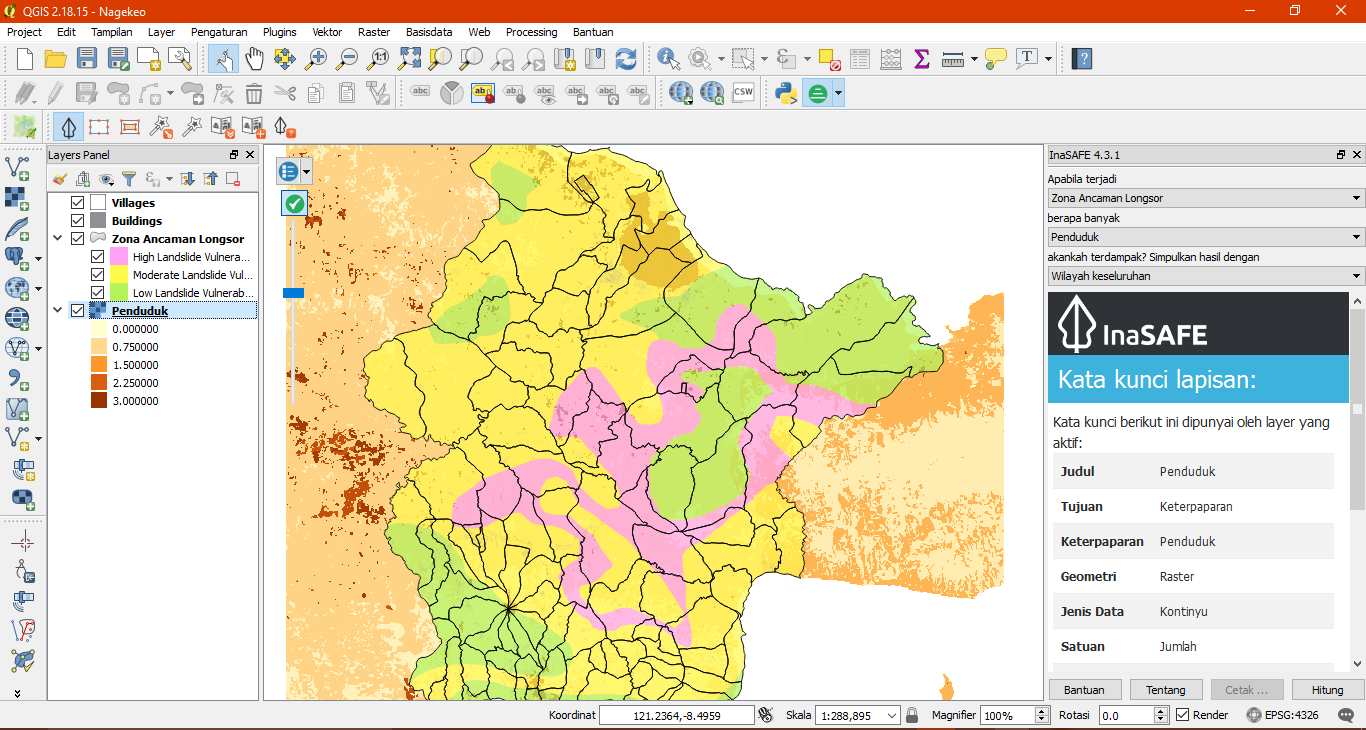 QGIS 2.18.15 - Nagekeo
Project Edit Tampilan Layer Pengaturan Plugins Vektor Raster Basisdata Web Processing Bantuan
1:1
T
?
abc abc abc abc abc abc abc abc CSW
Layers Panel
Villages
Buildings
Zona Ancaman Longsor
High Landslide Vulnera...
Moderate Landslide Vul...
Low Landslide Vulnerab...
Penduduk
0.000000
0.750000
1.500000
2.250000
3.000000
InaSAFE 4.3.1
Apabila terjadi
Zona Ancaman Longsor
berapa banyak
Penduduk
akankah terdampak? Simpulkan hasil dengan
Wilayah keseluruhan
InaSAFE
Kata kunci lapisan:
Kata kunci berikut ini dipunyai oleh layer yang
aktif:
Judul Penduduk
Tujuan Keterpaparan
Keterpaparan Penduduk
Geometri Raster
Jenis Data Kontinyu
Satuan Jumlah
Bantuan Tentang Cetak ... Hitung
Koordinat 121.2364,-8.4959 Skala 1:288,895 Magnifier 100% Rotasi 0.0 Render EPSG:4326